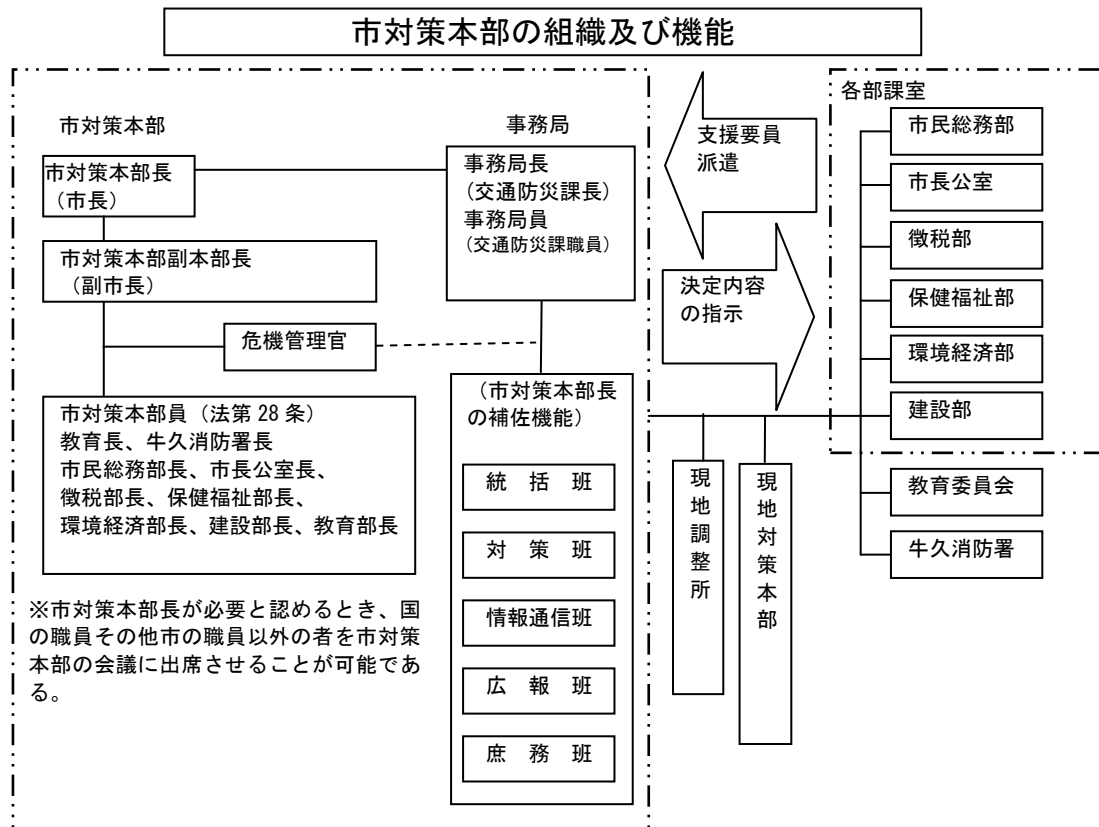 市対策本部の組織及び機能
市対策本部
市対策本部長
（市長）
市対策本部副本部長
（副市長）
危機管理官
市対策本部員（法第 28 条）
教育長、牛久消防署長
市民総務部長、市長公室長、
徴税部長、保健福祉部長、
環境経済部長、建設部長、教育部長
※市対策本部長が必要と認めるとき、国
の職員その他市の職員以外の者を市対策
本部の会議に出席させることが可能であ
る。
事務局
事務局長
（交通防災課長）
事務局員
（交通防災課職員）
（市対策本部長
の補佐機能）
統　括　班
対　策　班
情報通信班
広　報　班
庶　務　班
支援要員
派遣
決定内容
の指示
現地調整所
現地対策本部
各部課室
市民総務部
市長公室
徴税部
保健福祉部
環境経済部
建設部
教育委員会
牛久消防署